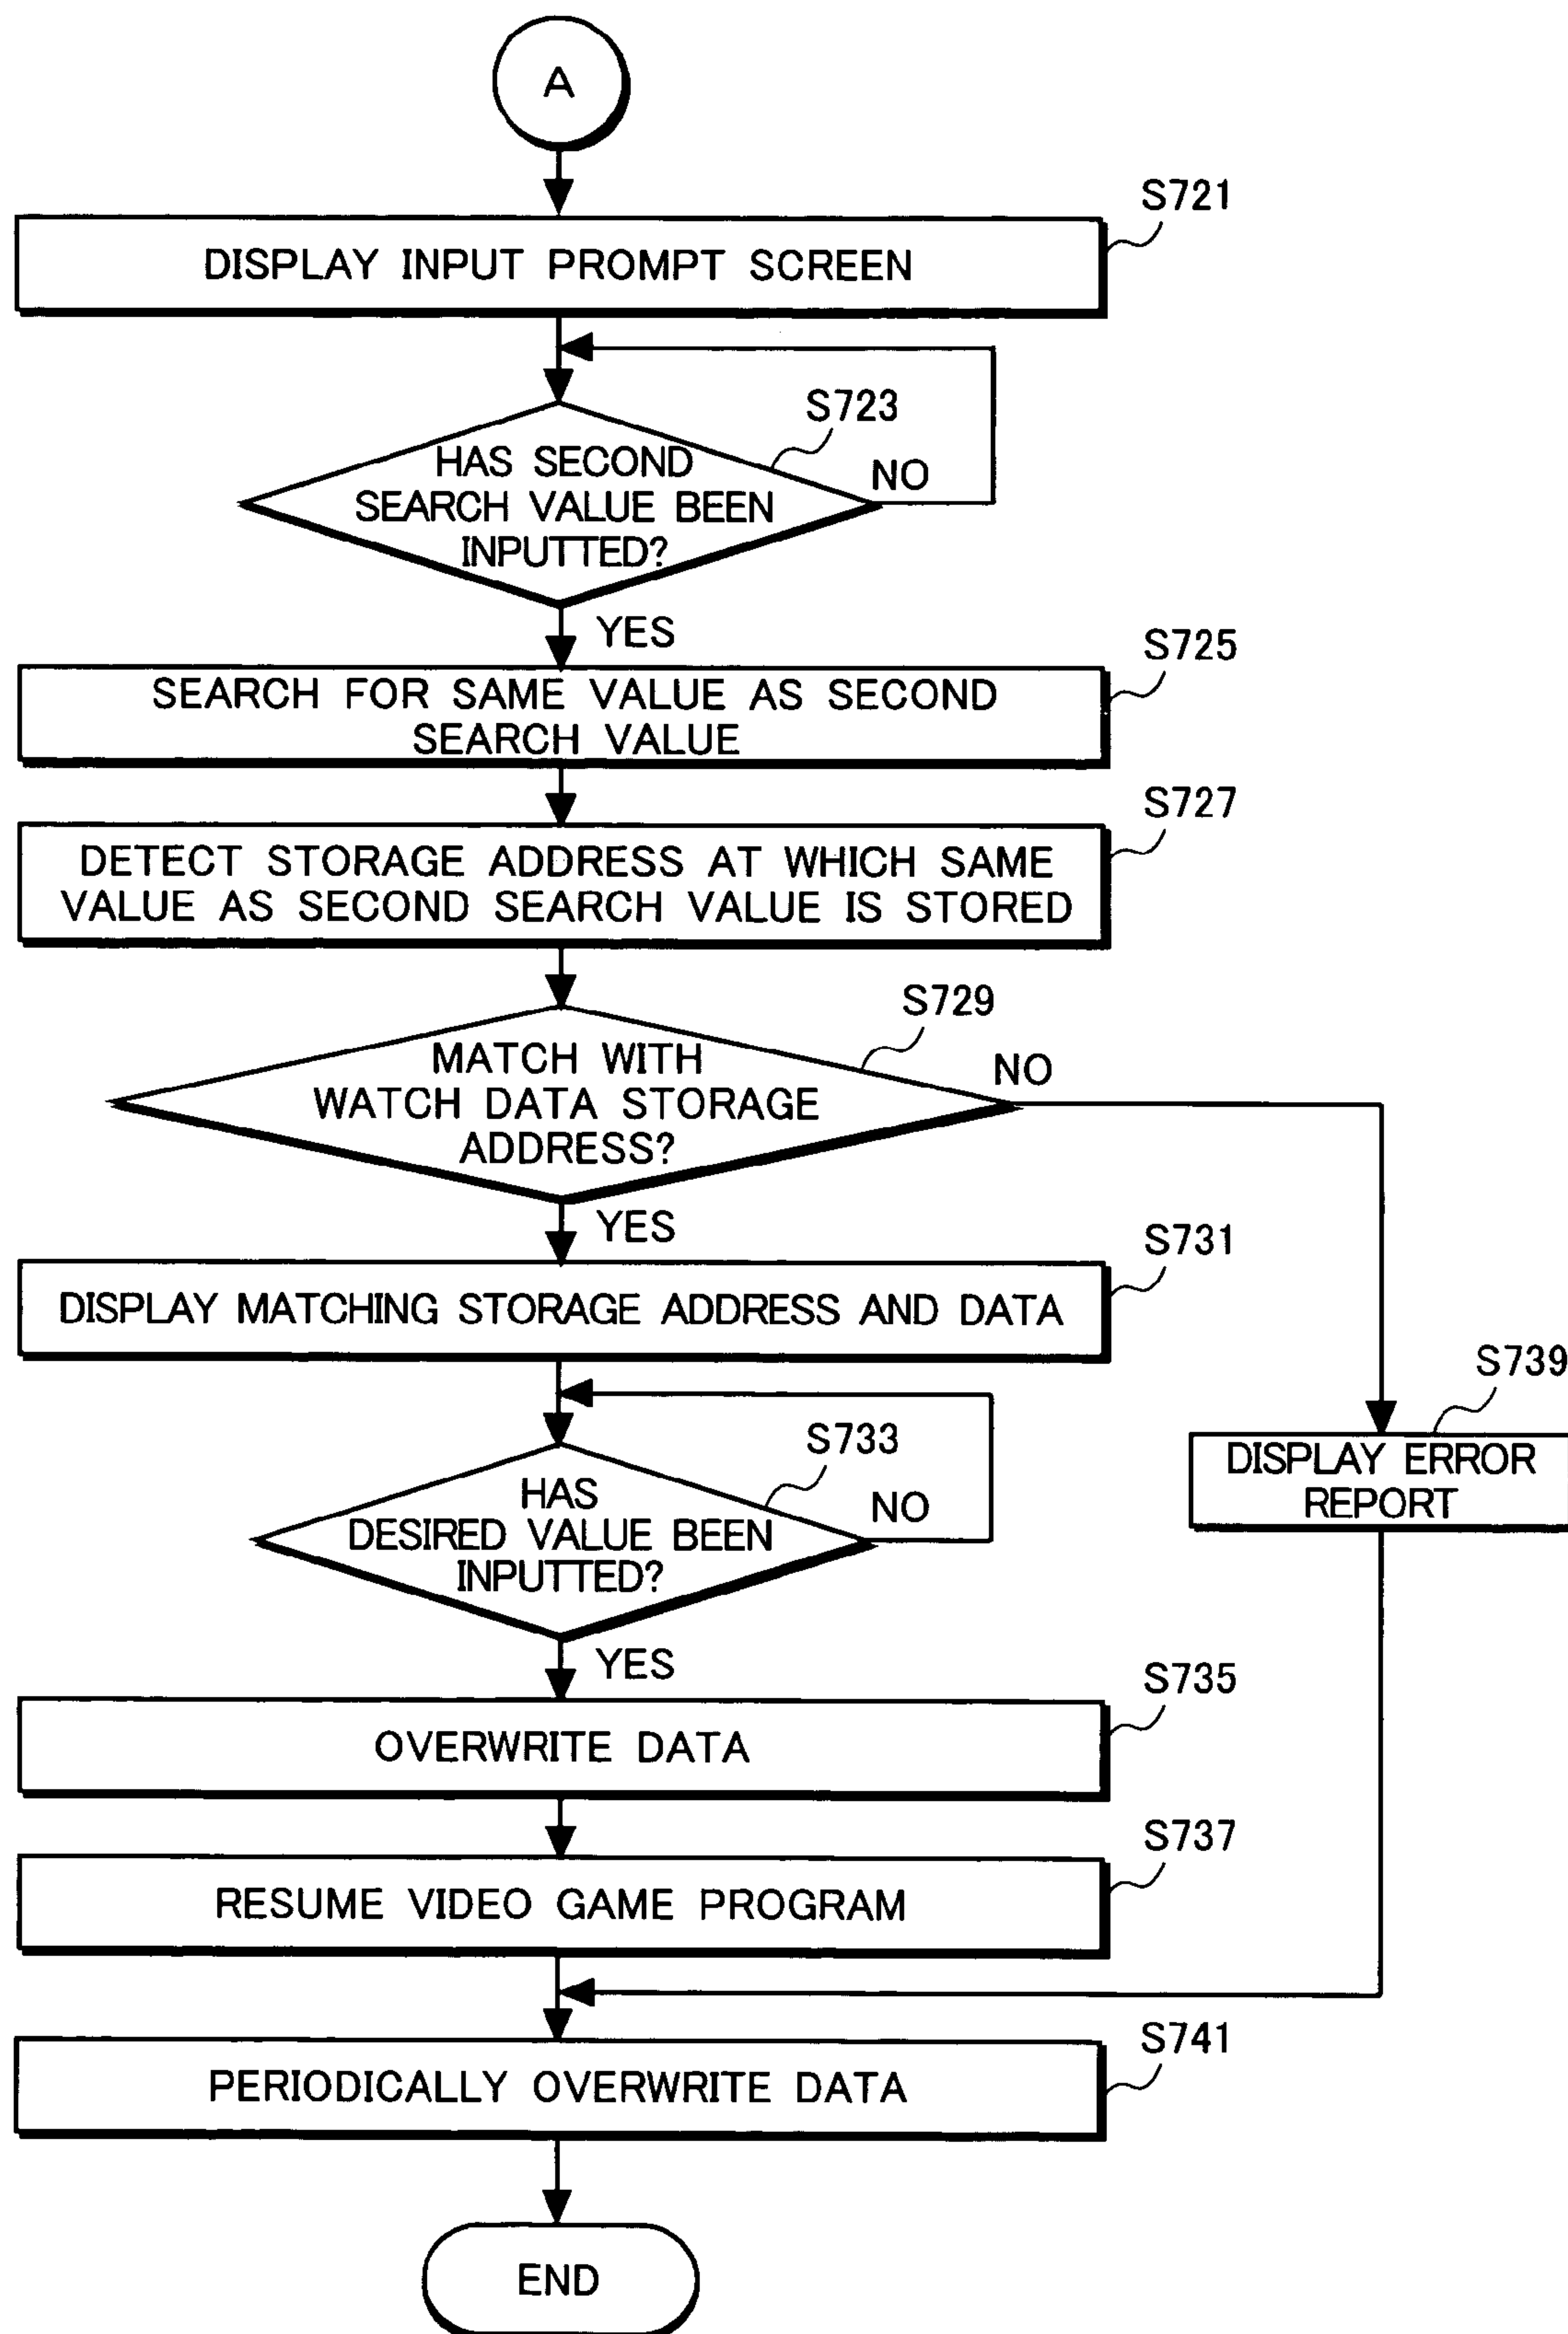 A
S721
DISPLAY INPUT PROMPT SCREEN
S723
HAS SECOND
SEARCH VALUE BEEN
INPUTTED?
NO
YES
S725
SEARCH FOR SAME VALUE AS SECOND
SEARCH VALUE
S727
DETECT STORAGE ADDRESS AT WHICH SAME
VALUE AS SECOND SEARCH VALUE IS STORED
S729
MATCH WITH
WATCH DATA STORAGE
ADDRESS?
NO
YES
S731
DISPLAY MATCHING STORAGE ADDRESS AND DATA
S739
DISPLAY ERROR
REPORT
S733
HAS
DESIRED VALUE BEEN
INPUTTED?
NO
YES
S735
OVERWRITE DATA
S737
RESUME VIDEO GAME PROGRAM
S741
PERIODICALLY OVERWRITE DATA
END